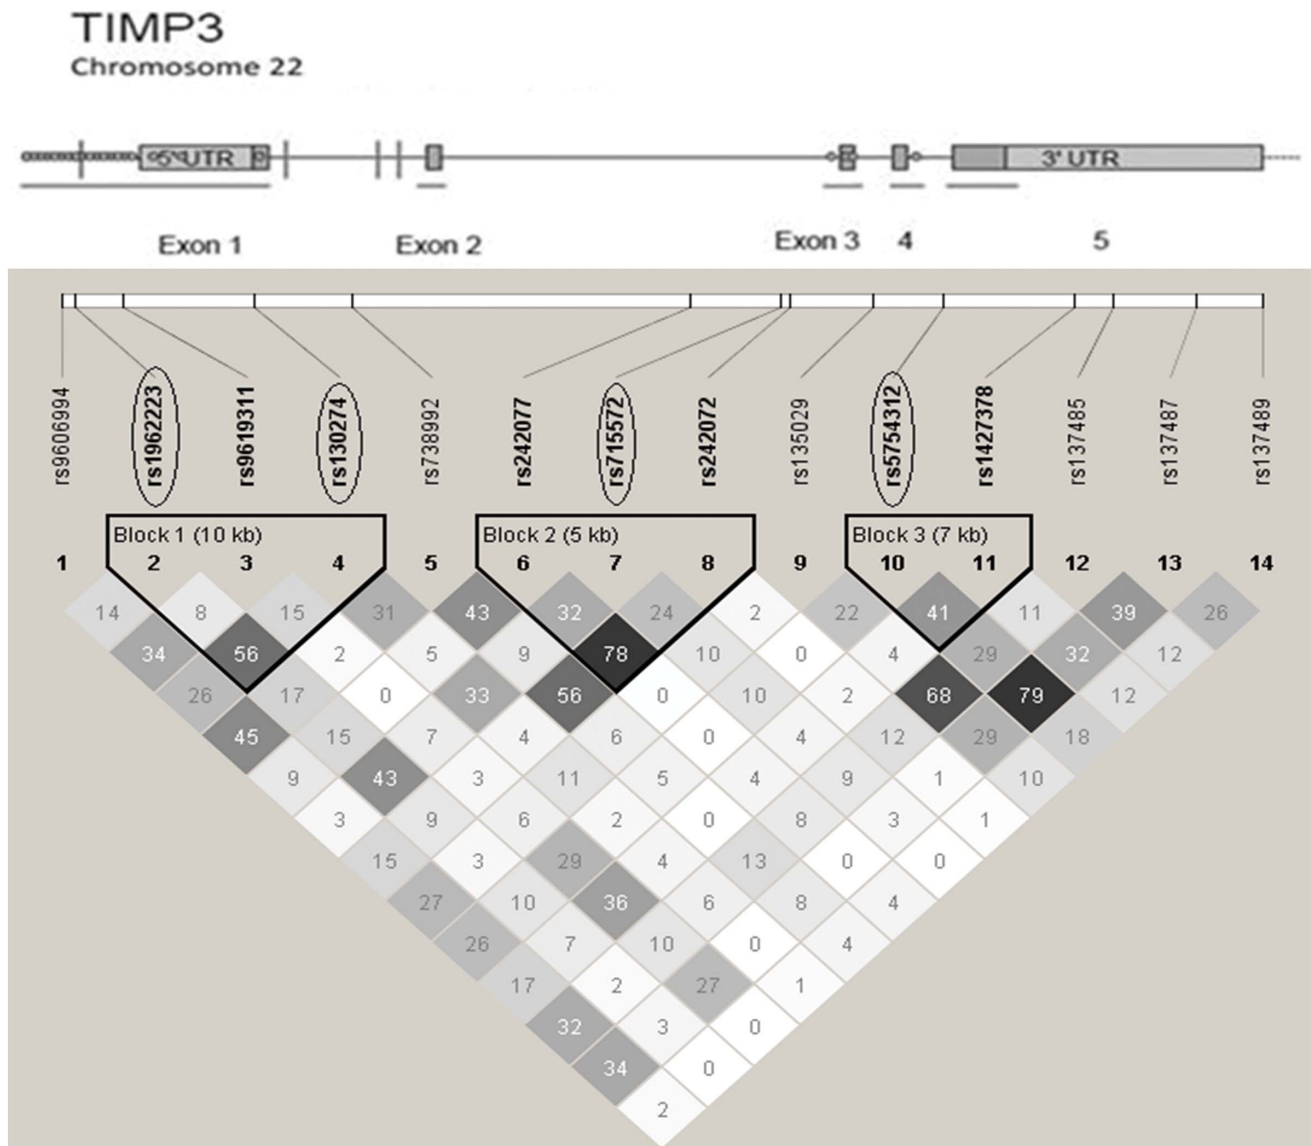 TIMP3
Chromosome 22
5' UTR 3' UTR
Exon 1 Exon 2 Exon 3 4 5
rs9606994 rs1962223 rs9619311 rs130274 rs738992 rs242077 rs715572 rs242072 rs135029 rs5754312 rs1427378 rs137485 rs137487 rs137489
Block 1 (10 kb) Block 2 (5 kb) Block 3 (7 kb)
1 2 3 4 5 6 7 8 9 10 11 12 13 14
14 8 15 31 43 32 24 2 22 41 11 39 26
34 56 2 5 9 78 10 0 4 29 32 12
26 17 0 33 56 0 10 2 68 79 12
45 15 7 4 6 0 4 12 29 18
9 43 3 11 5 4 9 1 10
3 9 6 2 0 8 3 1
15 3 29 4 13 0 0
27 10 36 6 8 4
26 7 10 0 4
17 2 27 1
32 3 0
34 0
2